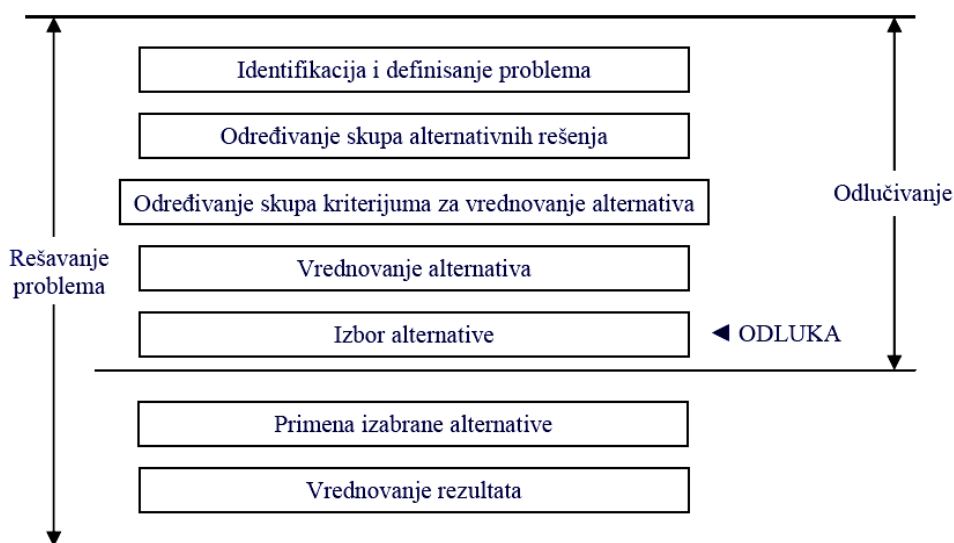 Identifikacija i definisanje problema
Određivanje skupa alternativnih rešenja
Određivanje skupa kriterijuma za vrednovanje alternativa
Odlučivanje
Rešavanje
problema
Vrednovanje alternativa
Izbor alternative
◄ ODLUKA
Primena izabrane alternative
Vrednovanje rezultata